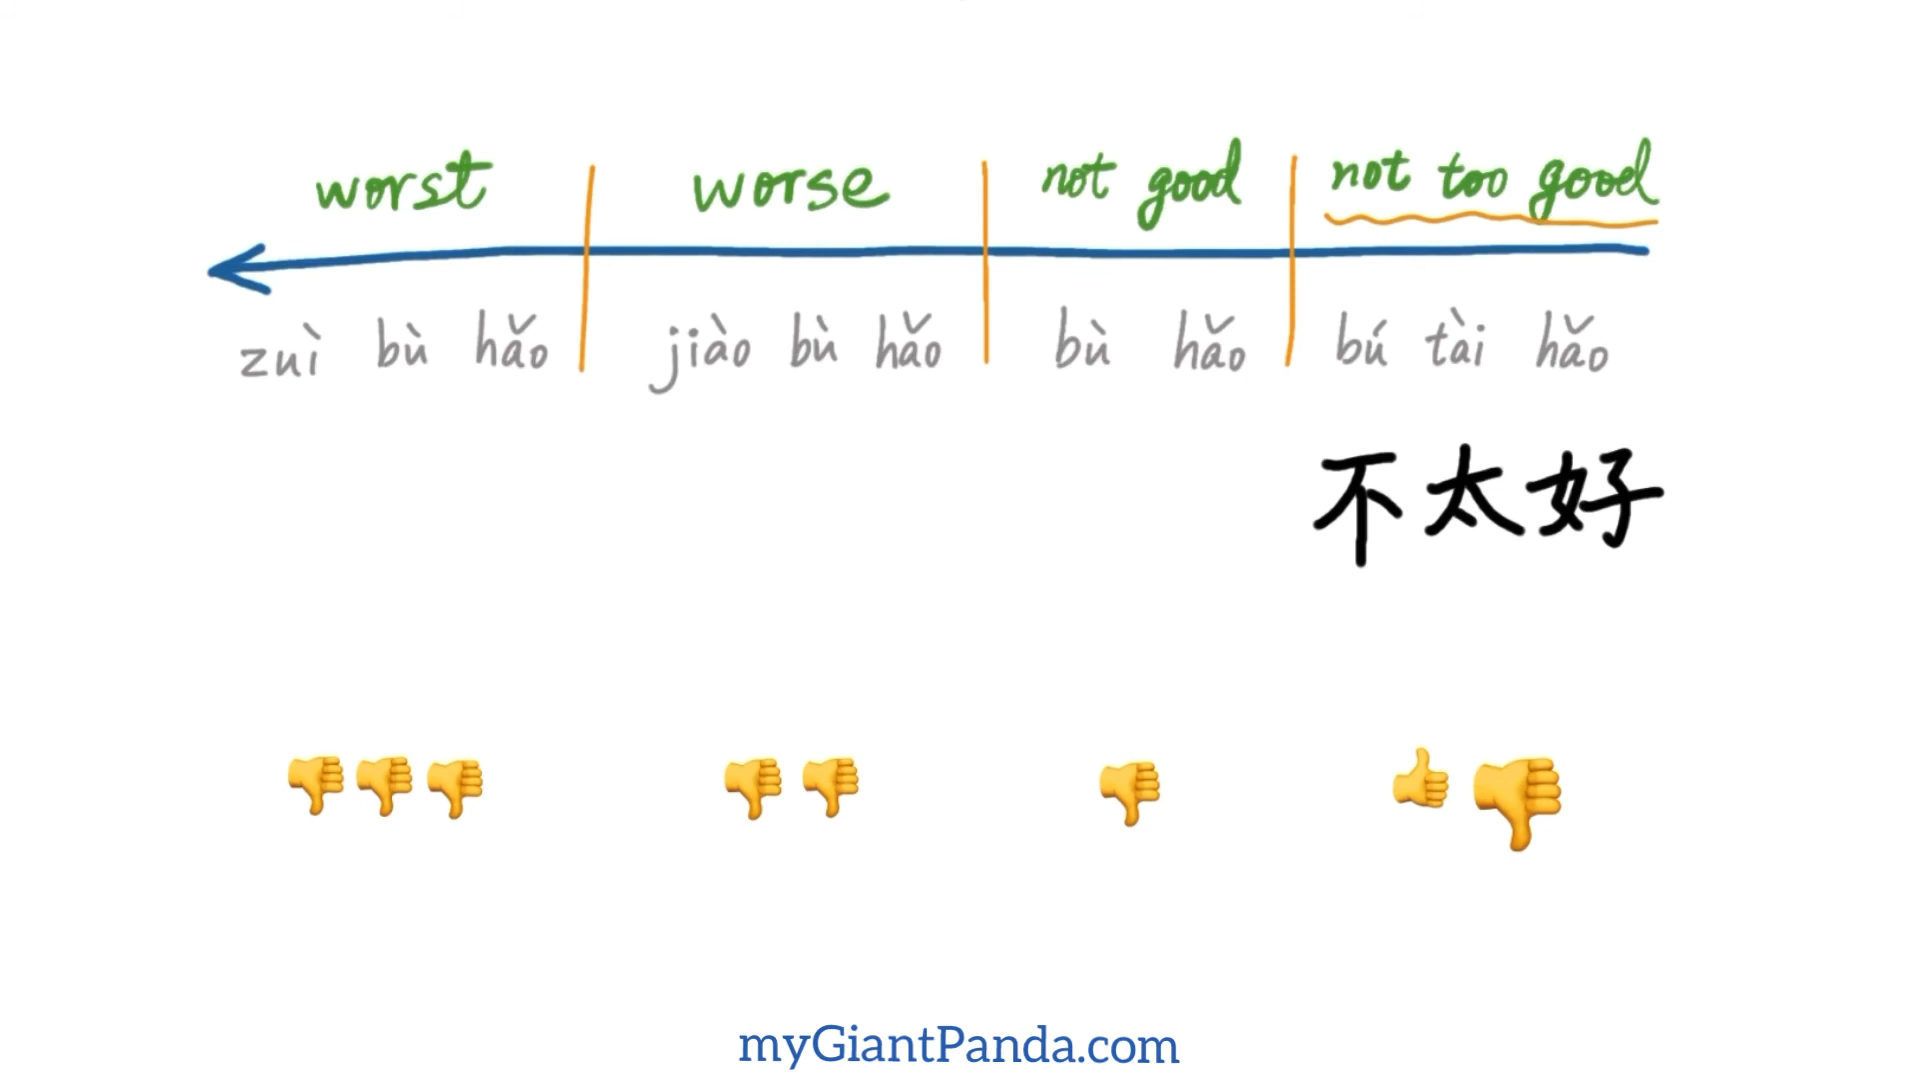 worst worse not good not too good
zuì bù hǎo jiào bù hǎo bù hǎo bú tài hǎo
不太好
myGiantPanda.com